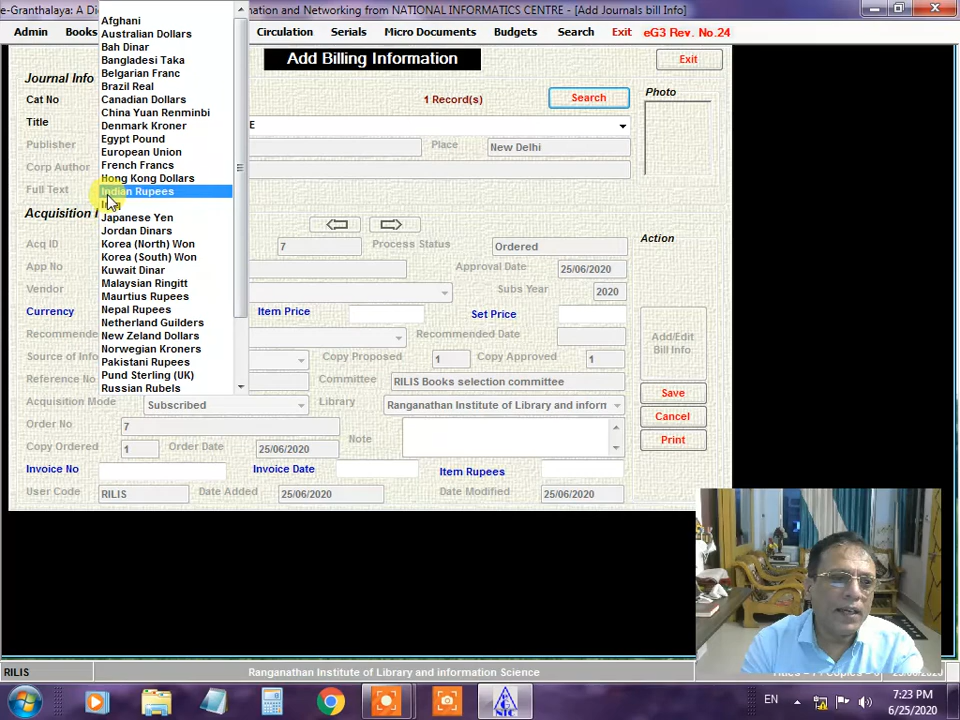 e-Granthalaya: A Di
ation and Networking from NATIONAL INFORMATICS CENTRE - [Add Journals bill Info]
Admin Books Circulation Serials Micro Documents Budgets Search Exit eG3 Rev. No.24
Add Billing Information
Exit
Afghani
Australian Dollars
Bah Dinar
Bangladesi Taka
Belgarian Franc
Brazil Real
Canadian Dollars
China Yuan Renminbi
Denmark Kroner
Egypt Pound
European Union
French Francs
Hong Kong Dollars
Indian Rupees
Japanese Yen
Jordan Dinars
Korea (North) Won
Korea (South) Won
Kuwait Dinar
Malaysian Ringitt
Maurtius Rupees
Nepal Rupees
Netherland Guilders
New Zeland Dollars
Norwegian Kroners
Pakistani Rupees
Pund Sterling (UK)
Russian Rubels
Journal Info
Photo
Cat No 1 Record(s) Search
Title E
Publisher Place New Delhi
Corp Author
Full Text
Acquisition I
Action
Acq ID 7 Process Status Ordered
App No Approval Date 25/06/2020
Vendor Subs Year 2020
Currency Item Price Set Price
Recommende Recommended Date
Add/Edit
Bill Info
Source of Info Copy Proposed 1 Copy Approved 1
Reference No Committee RILIS Books selection committee
Acquisition Mode Subscribed Library Ranganathan Institute of Library and inforn
Save
Cancel
Print
Order No 7
Copy Ordered 1 Order Date 25/06/2020 Note
Invoice No Invoice Date Item Rupees
User Code RILIS Date Added 25/06/2020 Date Modified 25/06/2020
RILIS Ranganathan Institute of Library and information Science
NIC
EN
7:23 PM
6/25/2020